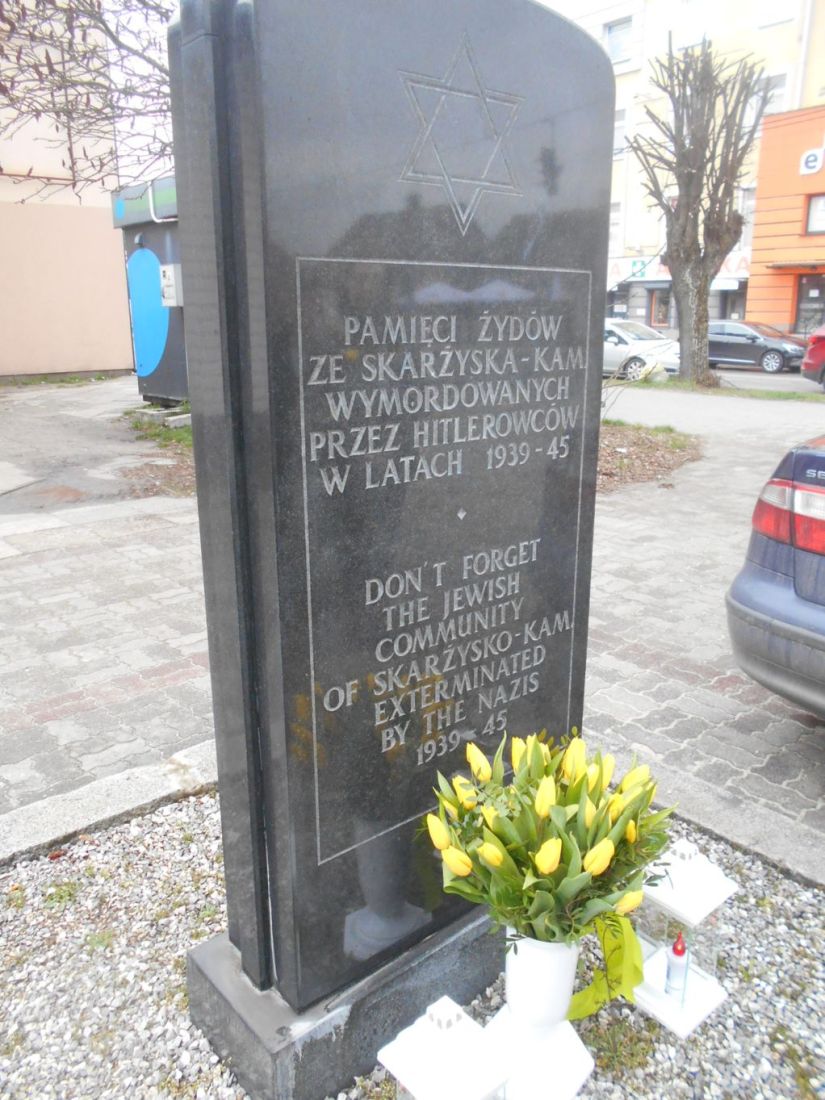 PAMIĘCI ŻYDÓW
ZE SKARŻYSKA-KAM.
WYMORDOWANYCH
PRZEZ HITLEROWCÓW
W LATACH 1939-45
DON'T FORGET
THE JEWISH
COMMUNITY
OF SKARŻYSKO-KAM.
EXTERMINATED
BY THE NAZIS
1939-45